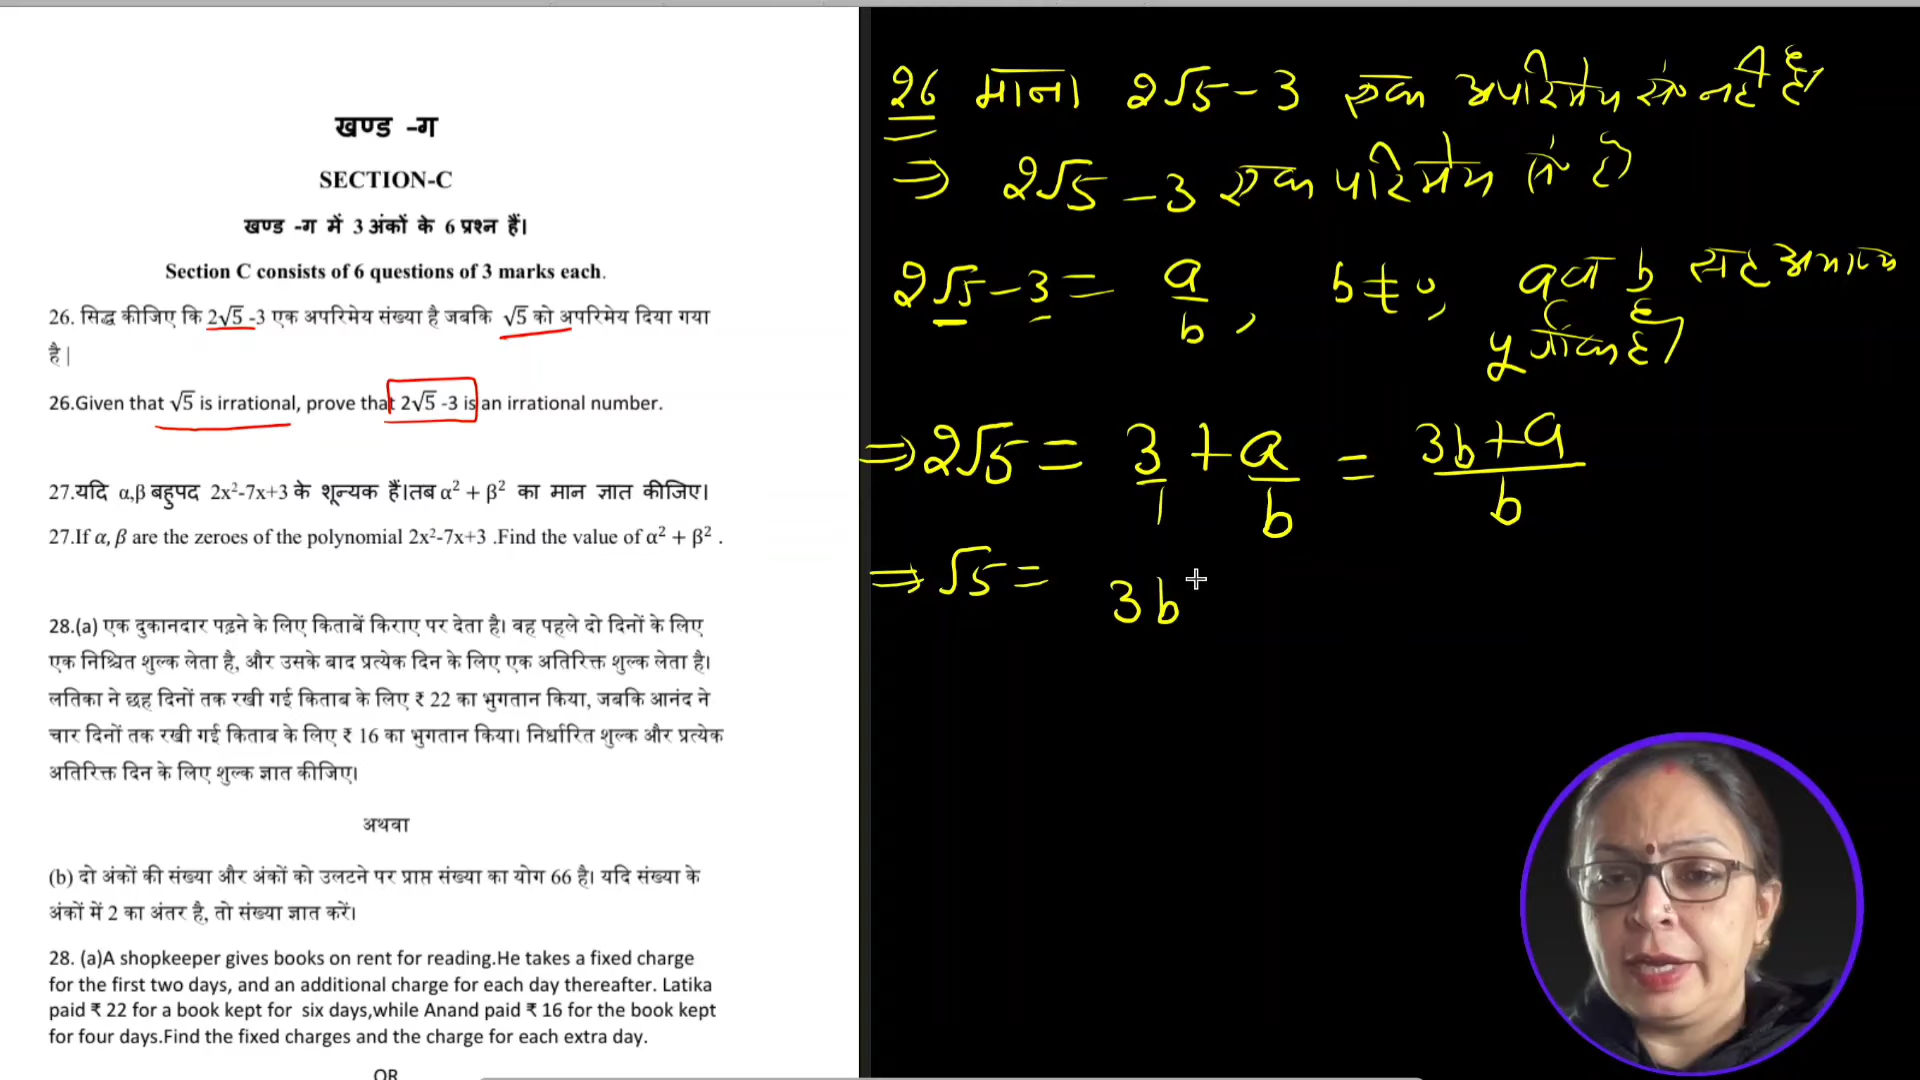 खण्ड -ग
SECTION-C
खण्ड -ग में 3 अंकों के 6 प्रश्न हैं।
Section C consists of 6 questions of 3 marks each.
26. सिद्ध कीजिए कि 2√5 -3 एक अपरिमेय संख्या है जबकि √5 को अपरिमेय दिया गया
है|
26.Given that √5 is irrational, prove that 2√5 -3 is an irrational number.
27.यदि α,β बहुपद 2x²-7x+3 के शून्यक हैं।तब α² + β² का मान ज्ञात कीजिए।
27.If α, β are the zeroes of the polynomial 2x²-7x+3 .Find the value of α² + β² .
28.(a) एक दुकानदार पढ़ने के लिए किताबें किराए पर देता है। वह पहले दो दिनों के लिए
एक निश्चित शुल्क लेता है, और उसके बाद प्रत्येक दिन के लिए एक अतिरिक्त शुल्क लेता है।
लतिका ने छह दिनों तक रखी गई किताब के लिए ₹ 22 का भुगतान किया, जबकि आनंद ने
चार दिनों तक रखी गई किताब के लिए ₹ 16 का भुगतान किया। निर्धारित शुल्क और प्रत्येक
अतिरिक्त दिन के लिए शुल्क ज्ञात कीजिए।
अथवा
(b) दो अंकों की संख्या और अंकों को उलटने पर प्राप्त संख्या का योग 66 है। यदि संख्या के
अंकों में 2 का अंतर है, तो संख्या ज्ञात करें।
28. (a)A shopkeeper gives books on rent for reading.He takes a fixed charge
for the first two days, and an additional charge for each day thereafter. Latika
paid ₹ 22 for a book kept for six days,while Anand paid ₹ 16 for the book kept
for four days.Find the fixed charges and the charge for each extra day.
OR
26 माना 2√5 - 3 एक अपरिमेय सं० नहीं है।
⇒ 2√5 - 3 एक परिमेय सं० है
2√5 - 3 = a/b , b ≠ 0, a एवं b सह अभाज्य
पूर्णांक है।
⇒ 2√5 = 3/1 + a/b = 3b+a/b
⇒ √5 = 3b